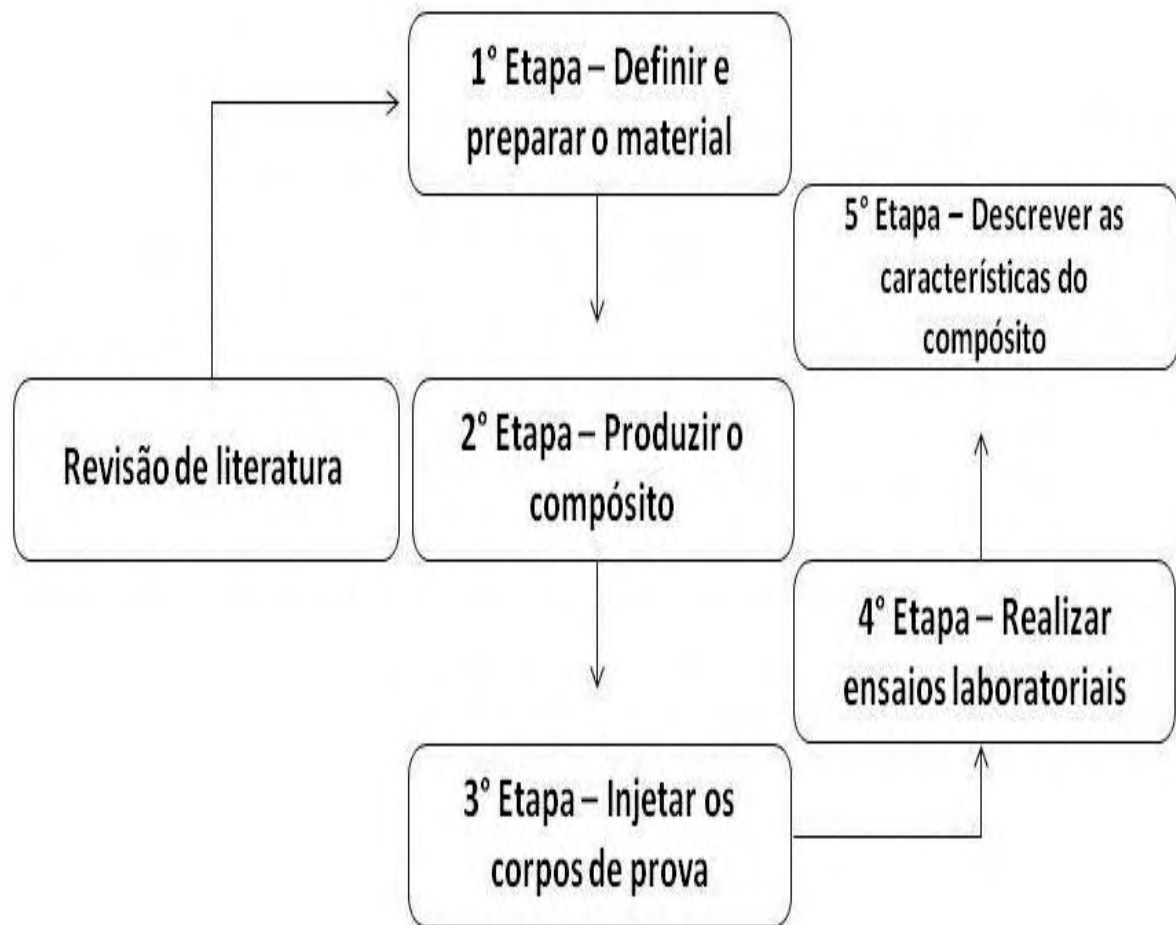 1° Etapa – Definir e
preparar o material
5° Etapa – Descrever as
características do
compósito
Revisão de literatura
2° Etapa – Produzir o
compósito
4° Etapa – Realizar
ensaios laboratoriais
3° Etapa – Injetar os
corpos de prova